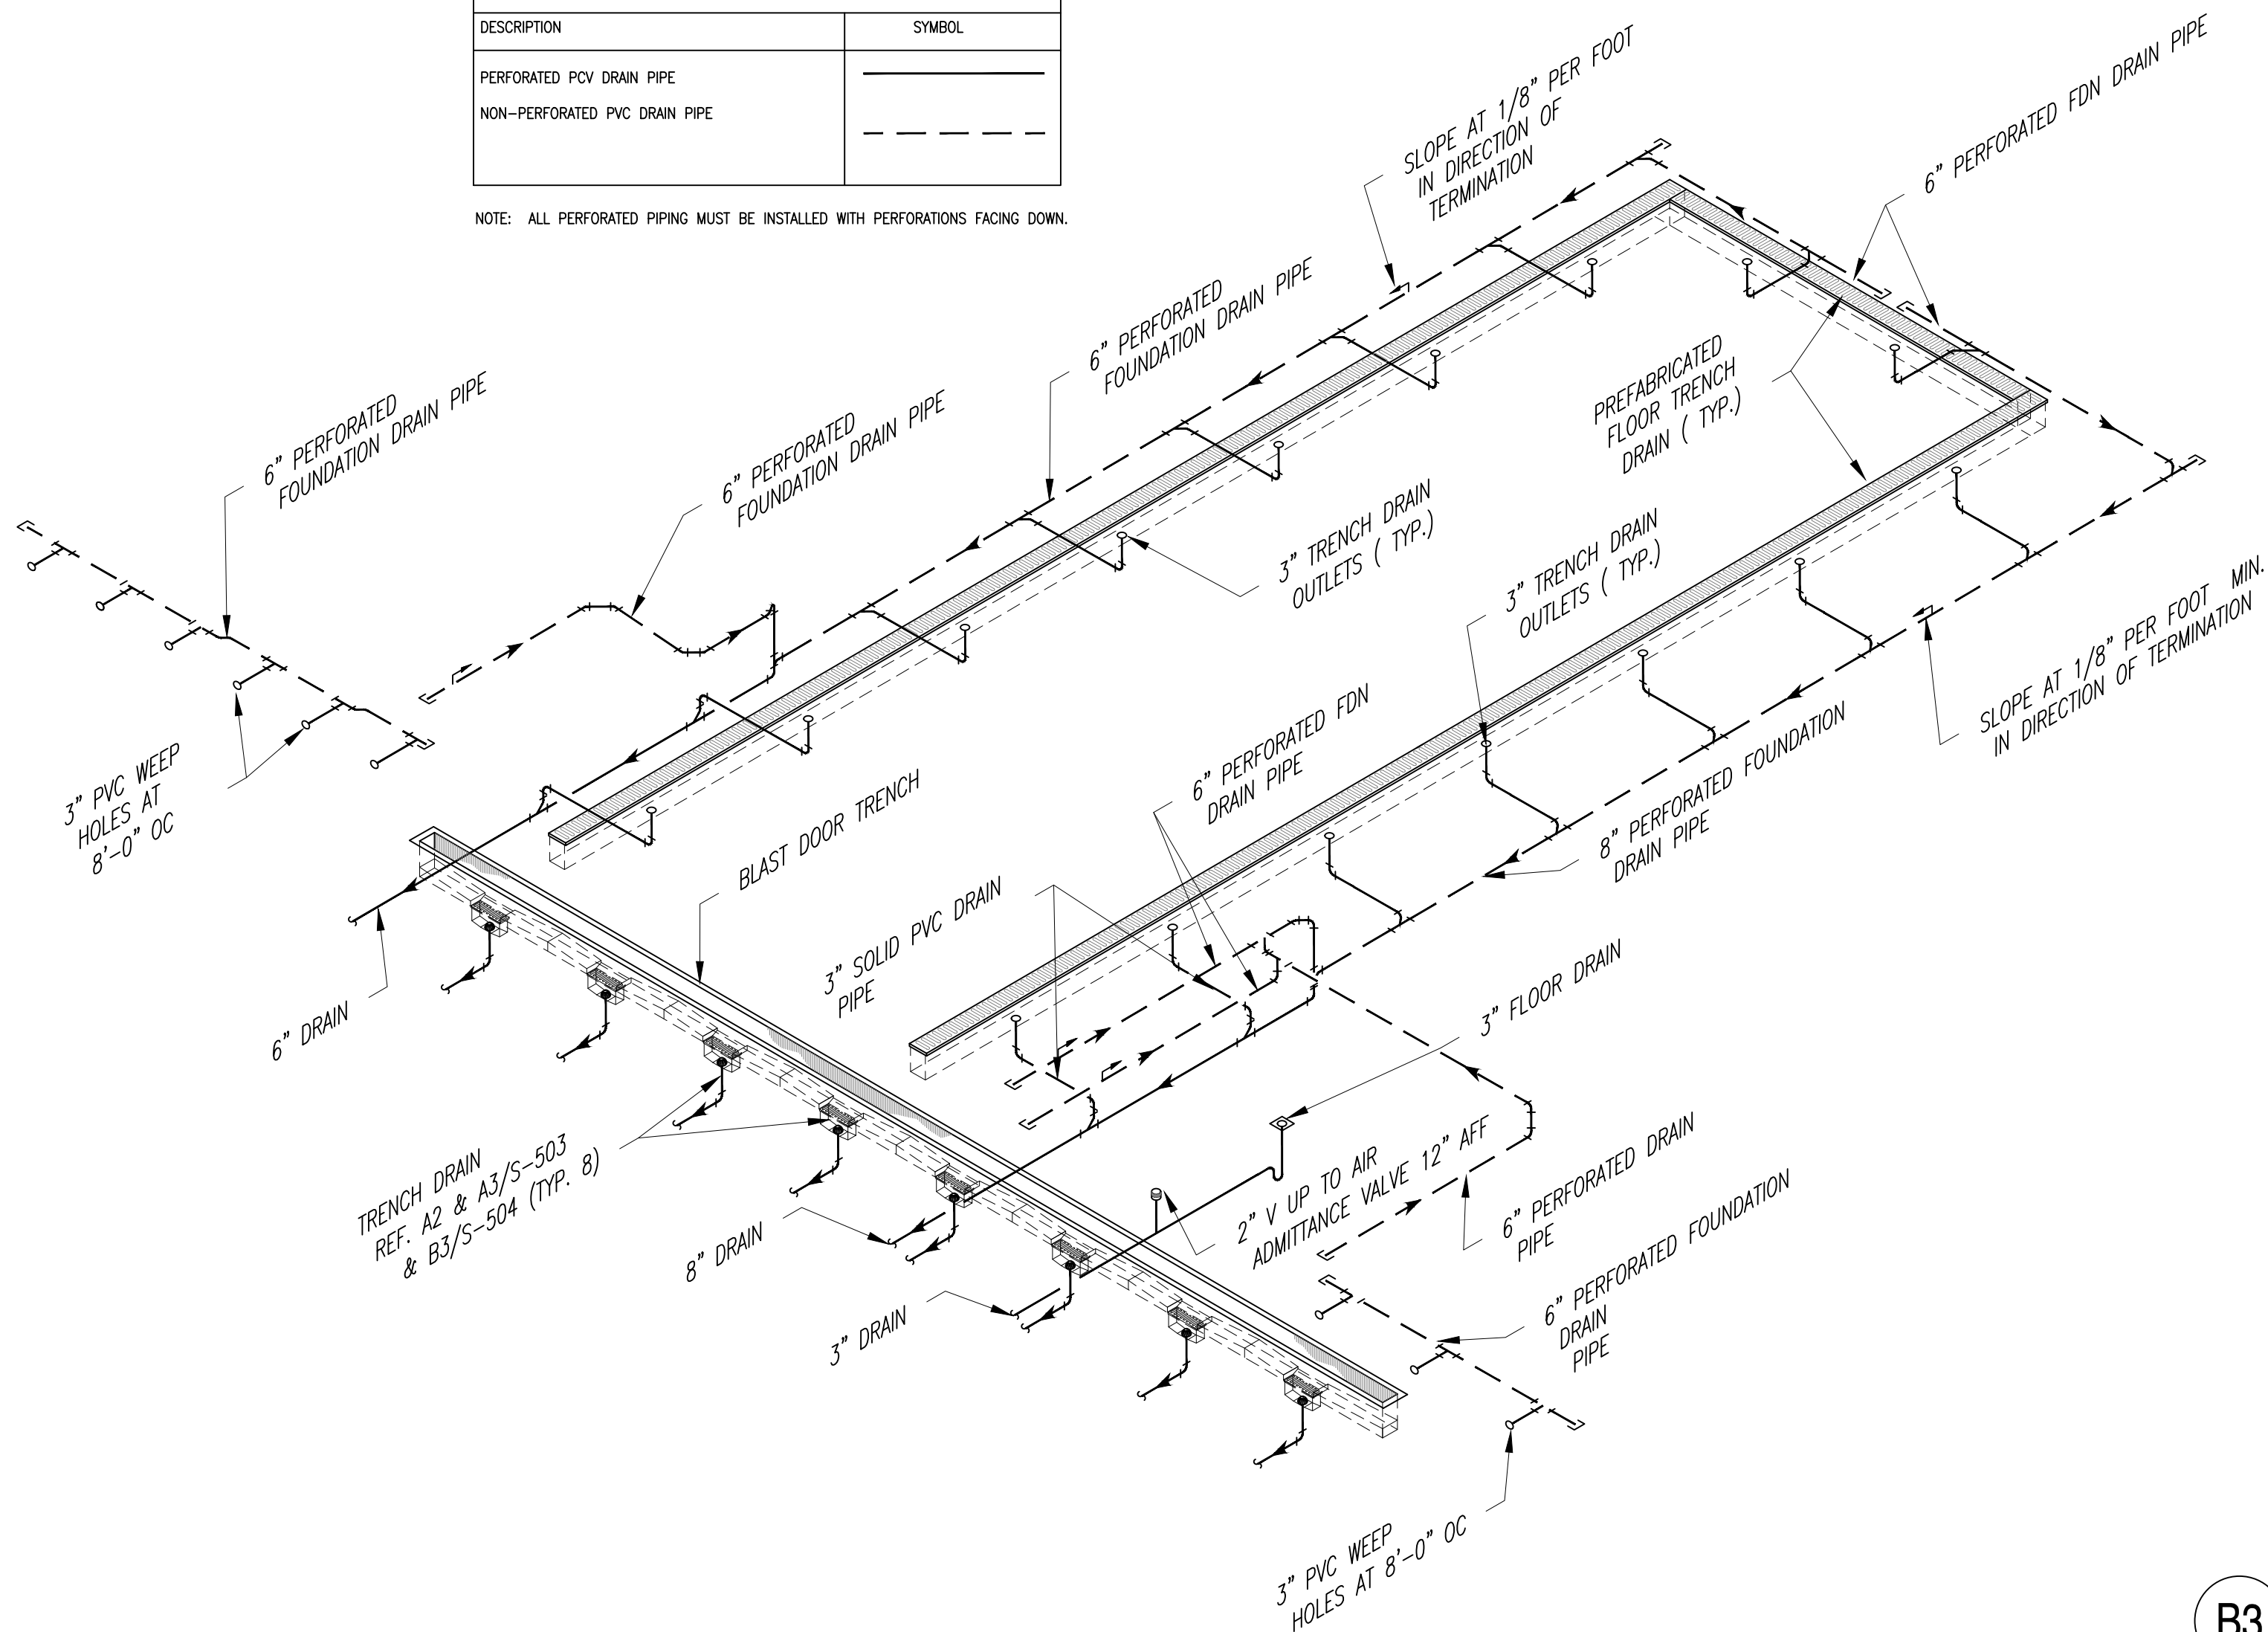 DESCRIPTION
SYMBOL
PERFORATED PCV DRAIN PIPE
NON-PERFORATED PVC DRAIN PIPE
NOTE: ALL PERFORATED PIPING MUST BE INSTALLED WITH PERFORATIONS FACING DOWN.
SLOPE AT 1/8" PER FOOT
IN DIRECTION OF
TERMINATION
6" PERFORATED FDN DRAIN PIPE
6" PERFORATED
FOUNDATION DRAIN PIPE
6" PERFORATED
FOUNDATION DRAIN PIPE
6" PERFORATED
FOUNDATION DRAIN PIPE
PREFABRICATED
FLOOR TRENCH
DRAIN ( TYP.)
3" TRENCH DRAIN
OUTLETS ( TYP.)
3" TRENCH DRAIN
OUTLETS ( TYP.)
SLOPE AT 1/8" PER FOOT MIN.
IN DIRECTION OF TERMINATION
3" PVC WEEP
HOLES AT
8'-0" OC
6" PERFORATED FDN
DRAIN PIPE
8" PERFORATED FOUNDATION
DRAIN PIPE
BLAST DOOR TRENCH
3" SOLID PVC DRAIN
PIPE
3" FLOOR DRAIN
6" DRAIN
TRENCH DRAIN
REF. A2 & A3/S-503
& B3/S-504 (TYP. 8)
8" DRAIN
3" DRAIN
2" V UP TO AIR
ADMITTANCE VALVE 12" AFF
6" PERFORATED DRAIN
PIPE
6" PERFORATED FOUNDATION
DRAIN
PIPE
3" PVC WEEP
HOLES AT 8'-0" OC
B3